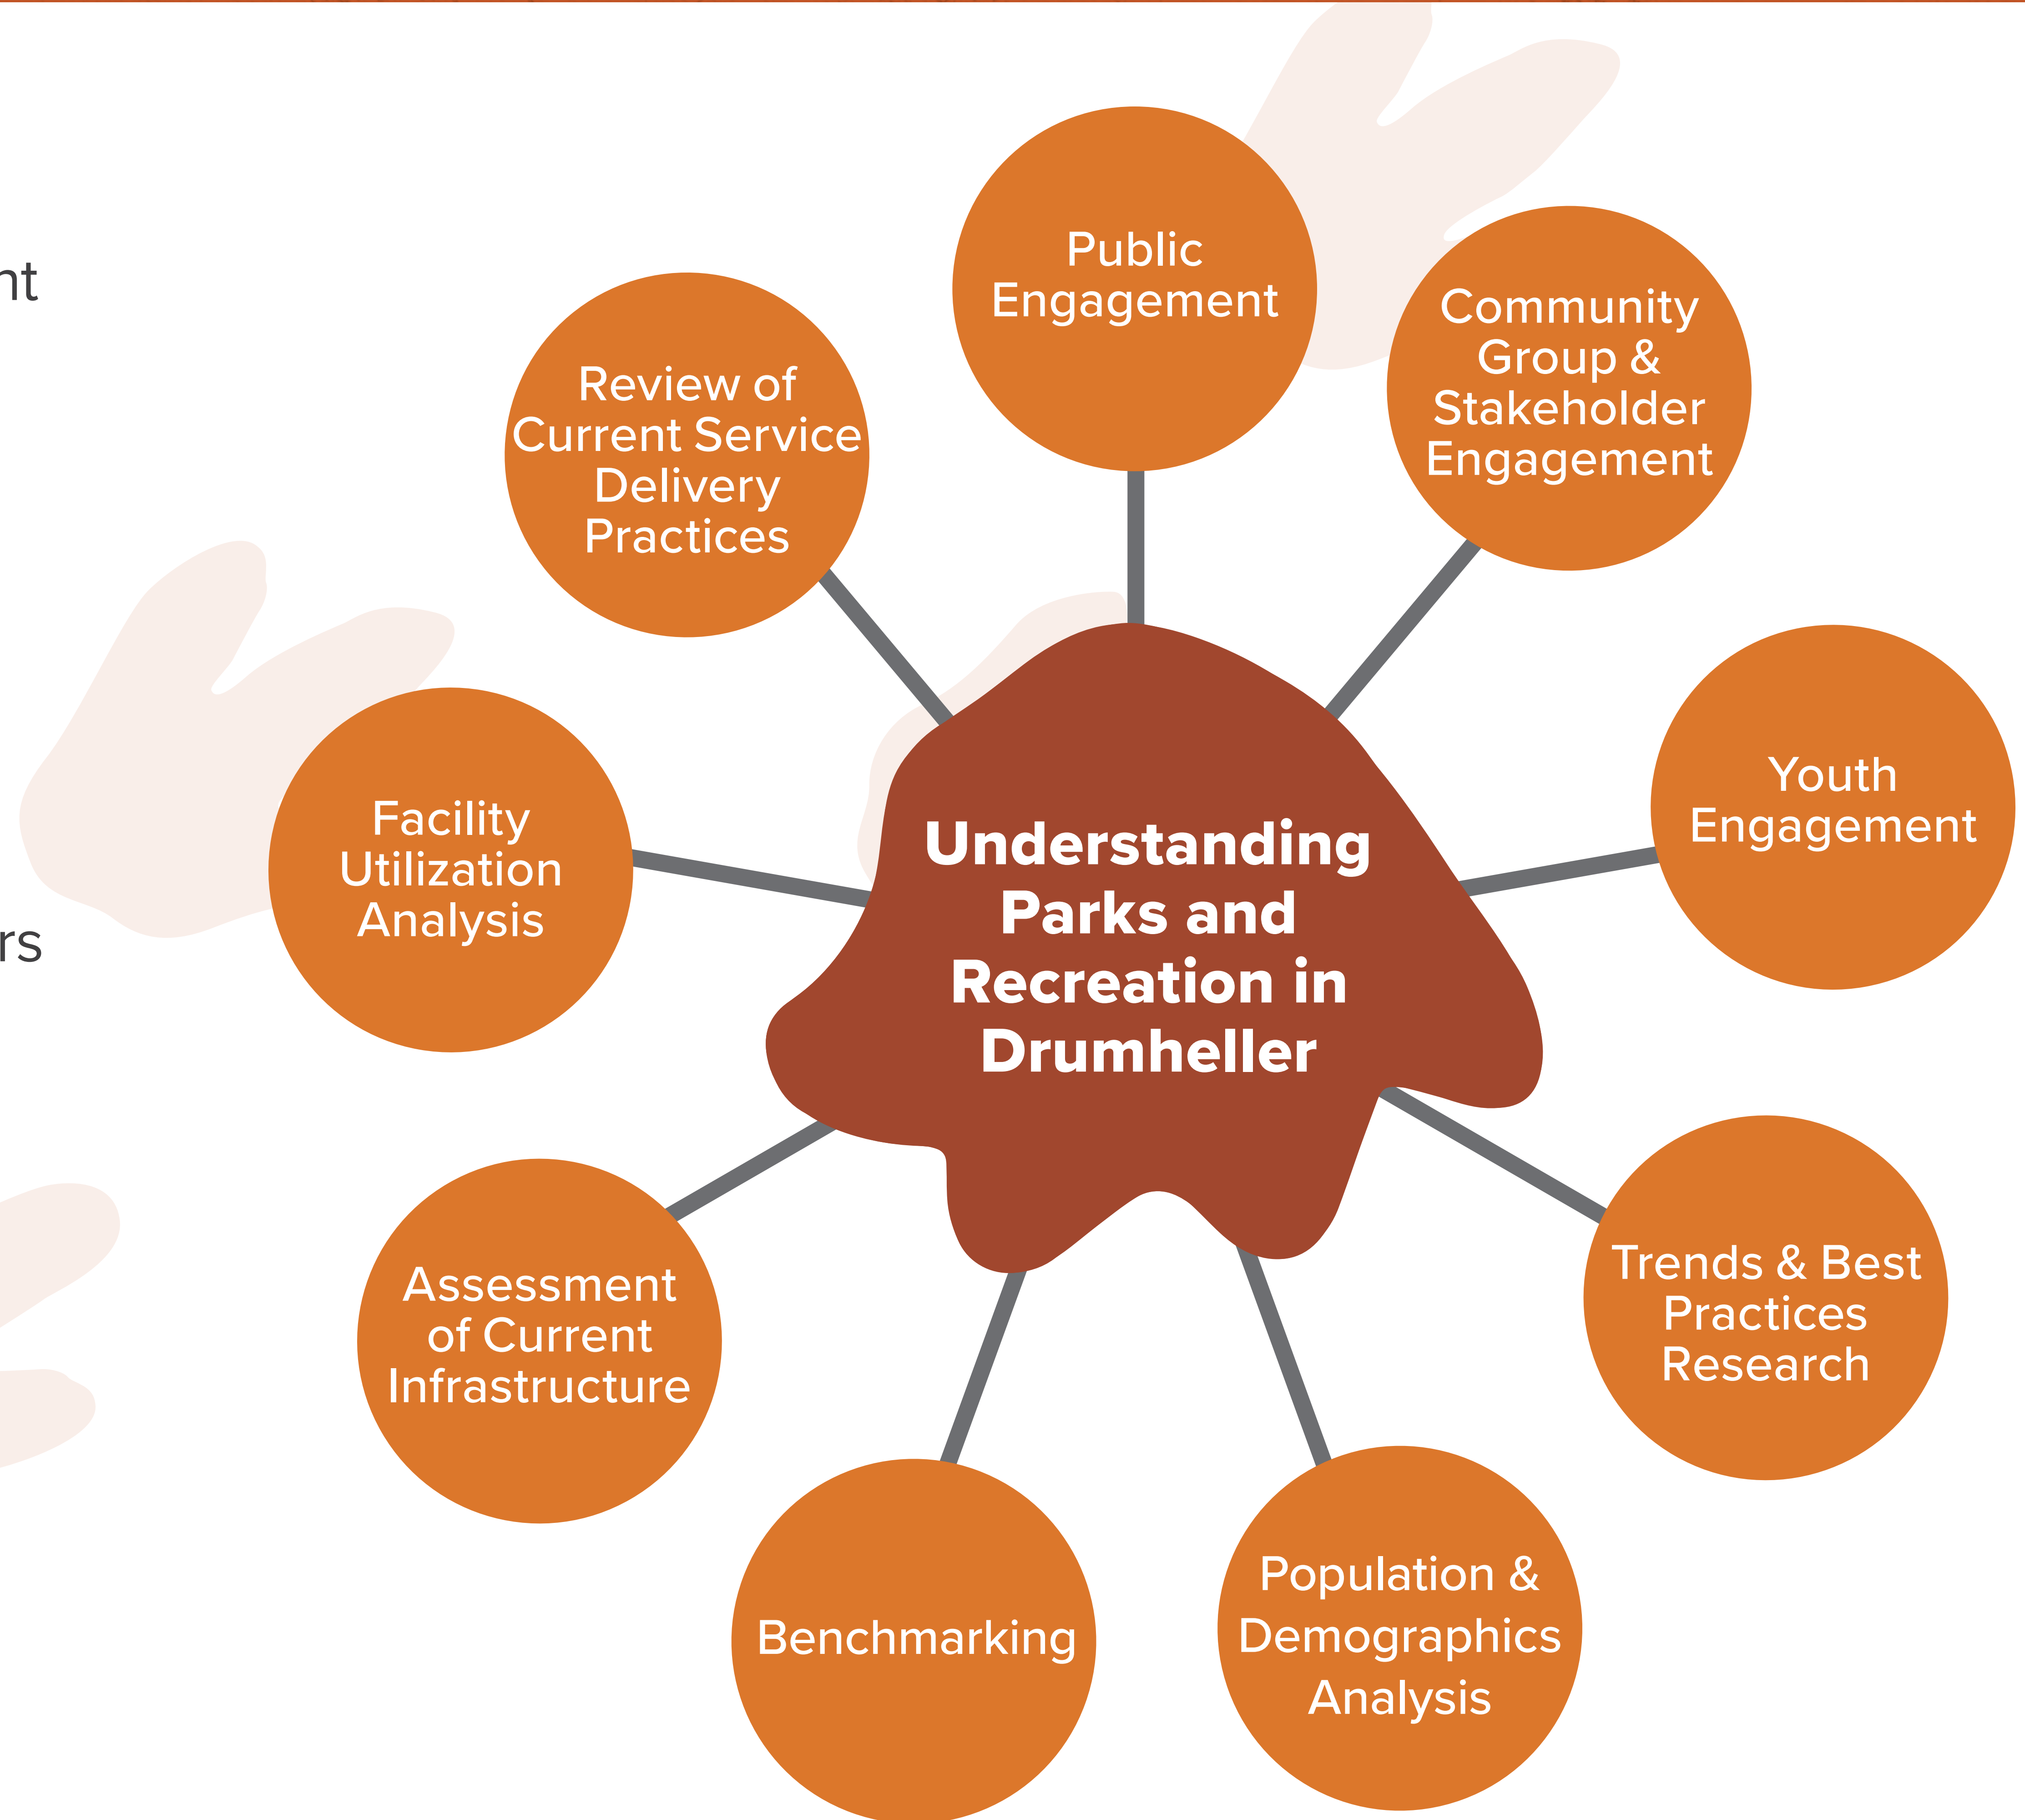 nt
rs
Public
Engagement
Community
Group &
Stakeholder
Engagement
Youth
Engagement
Trends & Best
Practices
Research
Population &
Demographics
Analysis
Benchmarking
Assessment
of Current
Infrastructure
Facility
Utilization
Analysis
Review of
Current Service
Delivery
Practices
Understanding
Parks and
Recreation in
Drumheller